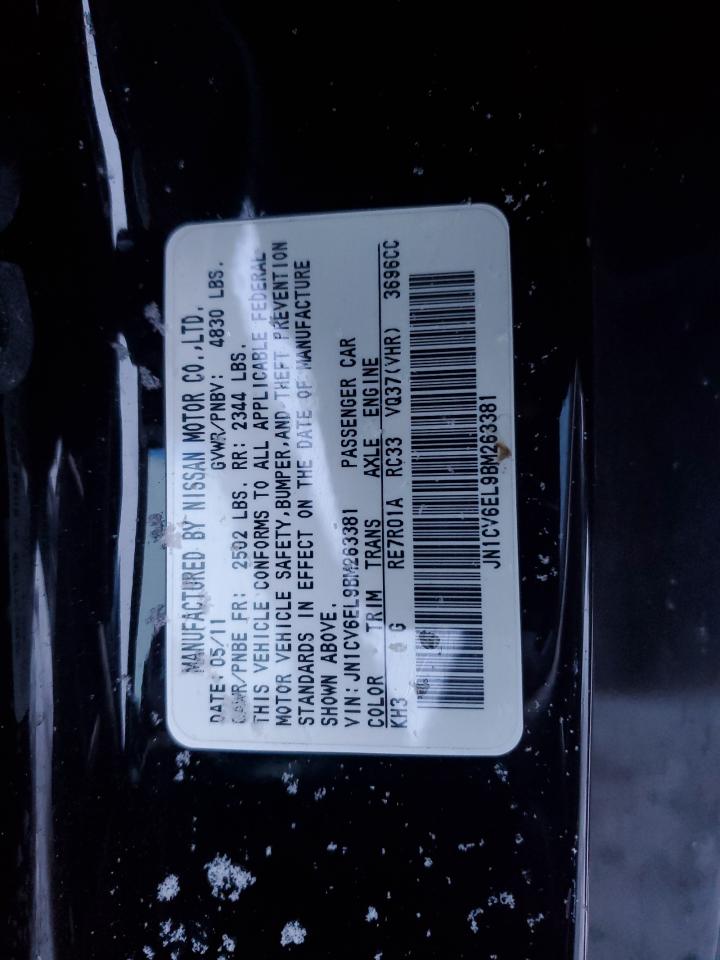 MANUFACTURED BY NISSAN MOTOR CO.,LTD.
DATE: 05/11 GVWR/PNBV: 4830 LBS.
GAWR/PNBE FR: 2502 LBS. RR: 2344 LBS.
THIS VEHICLE CONFORMS TO ALL APPLICABLE FEDERAL
MOTOR VEHICLE SAFETY,BUMPER,AND THEFT PREVENTION
STANDARDS IN EFFECT ON THE DATE OF MANUFACTURE
SHOWN ABOVE.
VIN:JN1CV6EL9BM263381 PASSENGER CAR
COLOR TRIM TRANS AXLE ENGINE
KH3 G RE7R01A RC33 VQ37(VHR) 3696CC
JN1CV6EL9BM263381